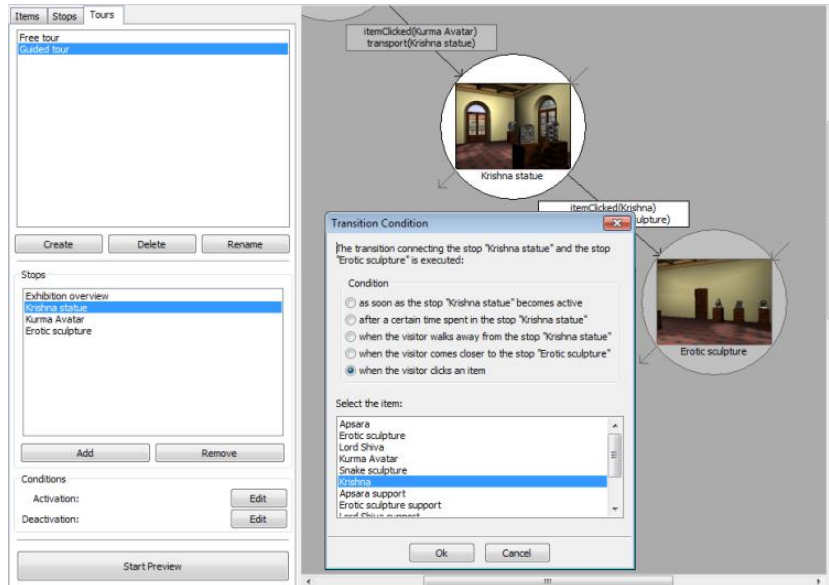 Items Stops Tours
Free tour
Guided tour
Create Delete Rename
Stops
Exhibition overview
Krishna statue
Kurma Avatar
Erotic sculpture
Add Remove
Conditions
Activation: Edit
Deactivation: Edit
Start Preview
itemClicked(Kurma Avatar)
transport(Krishna statue)
Krishna statue
itemClicked(Krishna)
ulpture)
Erotic sculpture
Transition Condition
The transition connecting the stop "Krishna statue" and the stop
"Erotic sculpture" is executed:
Condition
as soon as the stop "Krishna statue" becomes active
after a certain time spent in the stop "Krishna statue"
when the visitor walks away from the stop "Krishna statue"
when the visitor comes closer to the stop "Erotic sculpture"
when the visitor clicks an item
Select the item:
Apsara
Erotic sculpture
Lord Shiva
Kurma Avatar
Snake sculpture
Krishna
Apsara support
Erotic sculpture support
Lord Shiva support
Ok Cancel